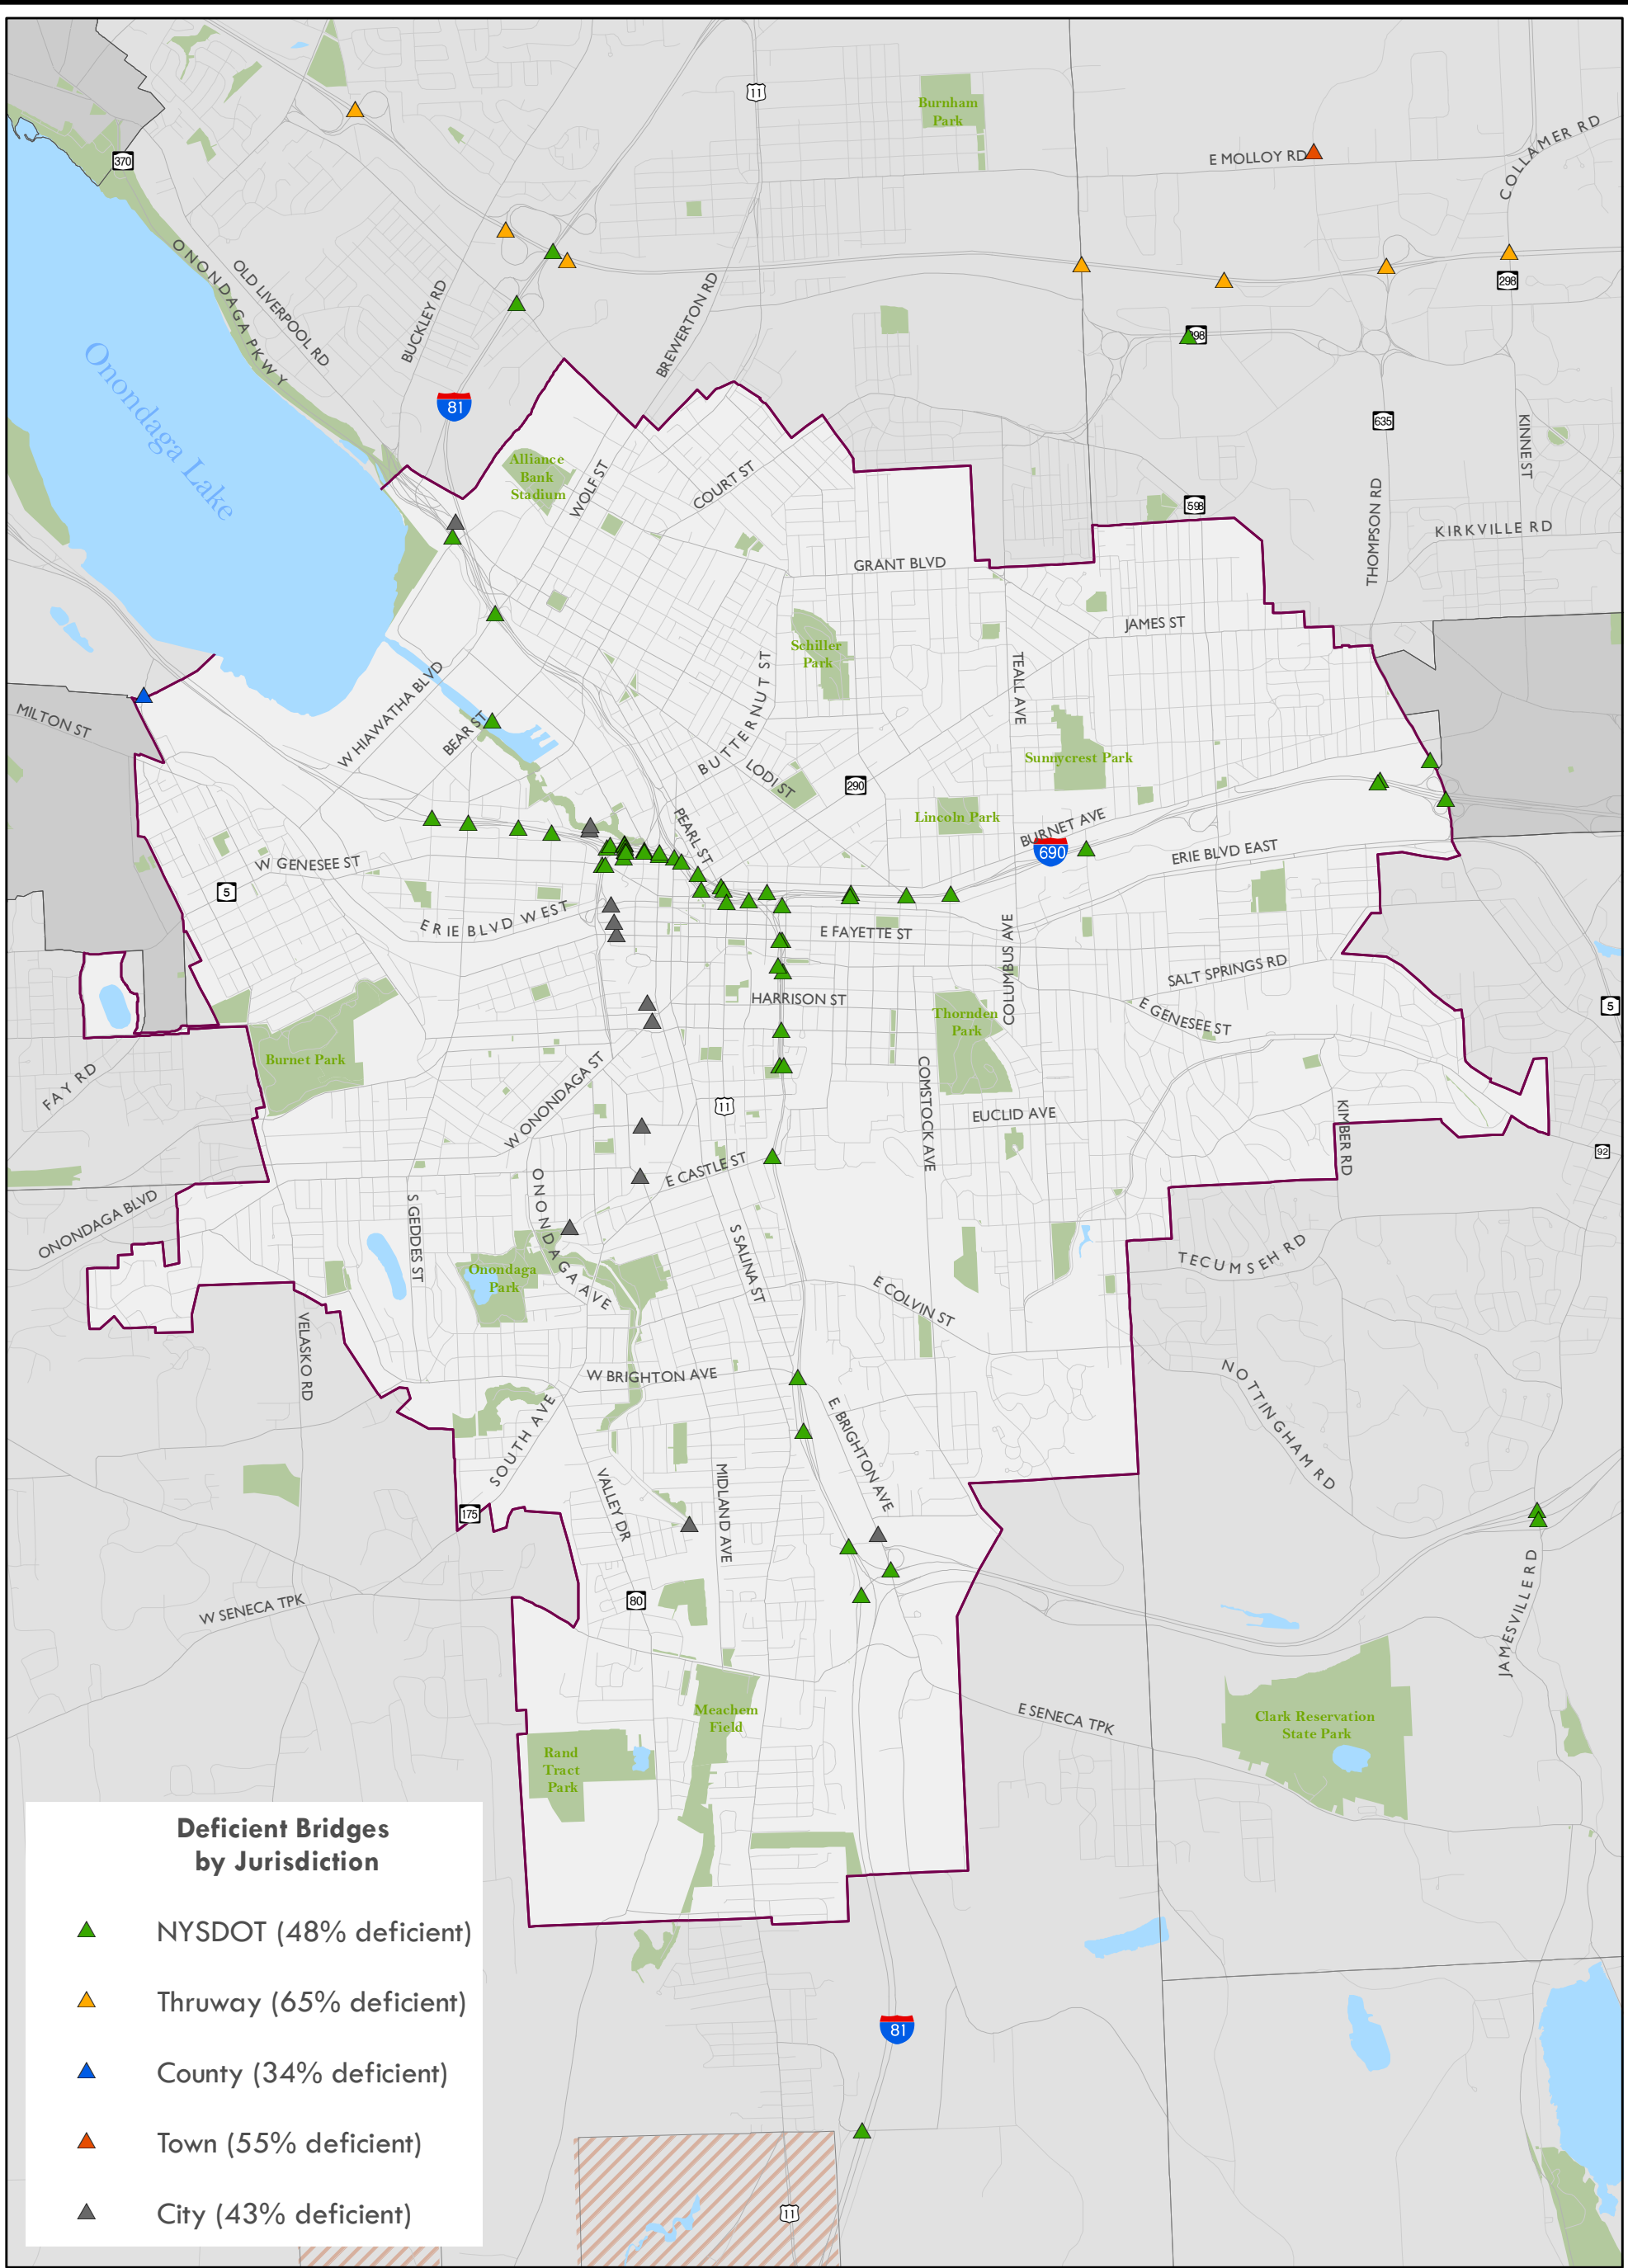 11
Burnham
Park
E MOLLOY RD
COLLAMER RD
370
ONONDAGA PKWY
OLD LIVERPOOL RD
BUCKLEY RD
BREWERTON RD
298
98
Onondaga Lake
81
635
KINNE ST
Alliance
Bank
Stadium
WOLF ST
COURT ST
598
THOMPSON RD
KIRKVILLE RD
GRANT BLVD
JAMES ST
Schiller
Park
TEALL AVE
MILTON ST
W HIAWATHA BLVD
BEAR ST
BUTTERNUT ST
LODI ST
290
Sunnycrest Park
Lincoln Park
PEARL ST
BURNET AVE
690
ERIE BLVD EAST
W GENESEE ST
5
ERIE BLVD WEST
E FAYETTE ST
COLUMBUS AVE
SALT SPRINGS RD
HARRISON ST
Thornden
Park
E GENESEE ST
5
Burnet Park
FAY RD
W ONONDAGA ST
11
COMSTOCK AVE
EUCLID AVE
KIMBER RD
92
E CASTLE ST
ONONDAGA BLVD
S GEDDES ST
ONONDAGA AVE
S SALINA ST
TECUMSEH RD
Onondaga
Park
E COLVIN ST
VELASKO RD
W BRIGHTON AVE
E. BRIGHTON AVE
NOTTINGHAM RD
SOUTH AVE
175
VALLEY DR
MIDLAND AVE
80
W SENECA TPK
JAMESVILLE RD
Meachem
Field
E SENECA TPK
Clark Reservation
State Park
Rand
Tract
Park
Deficient Bridges
by Jurisdiction
NYSDOT (48% deficient)
Thruway (65% deficient)
County (34% deficient)
Town (55% deficient)
City (43% deficient)
81
11